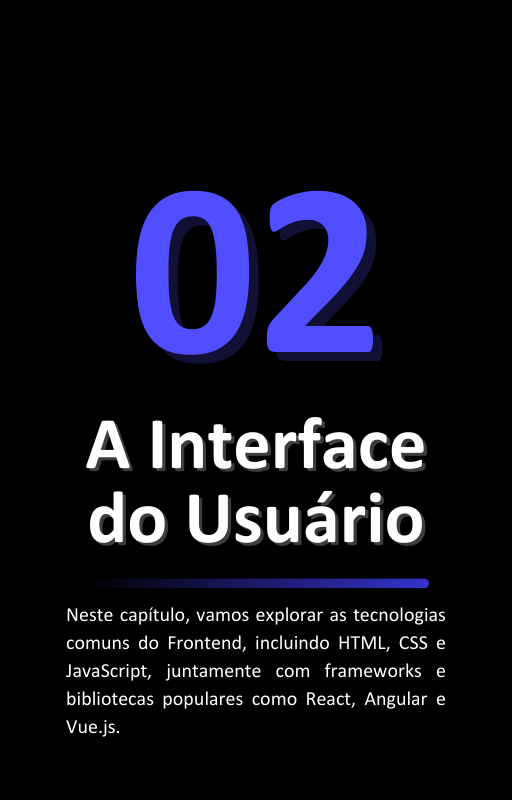 02
A Interface
do Usuário
Neste capítulo, vamos explorar as tecnologias
comuns do Frontend, incluindo HTML, CSS e
JavaScript, juntamente com frameworks e
bibliotecas populares como React, Angular e
Vue.js.